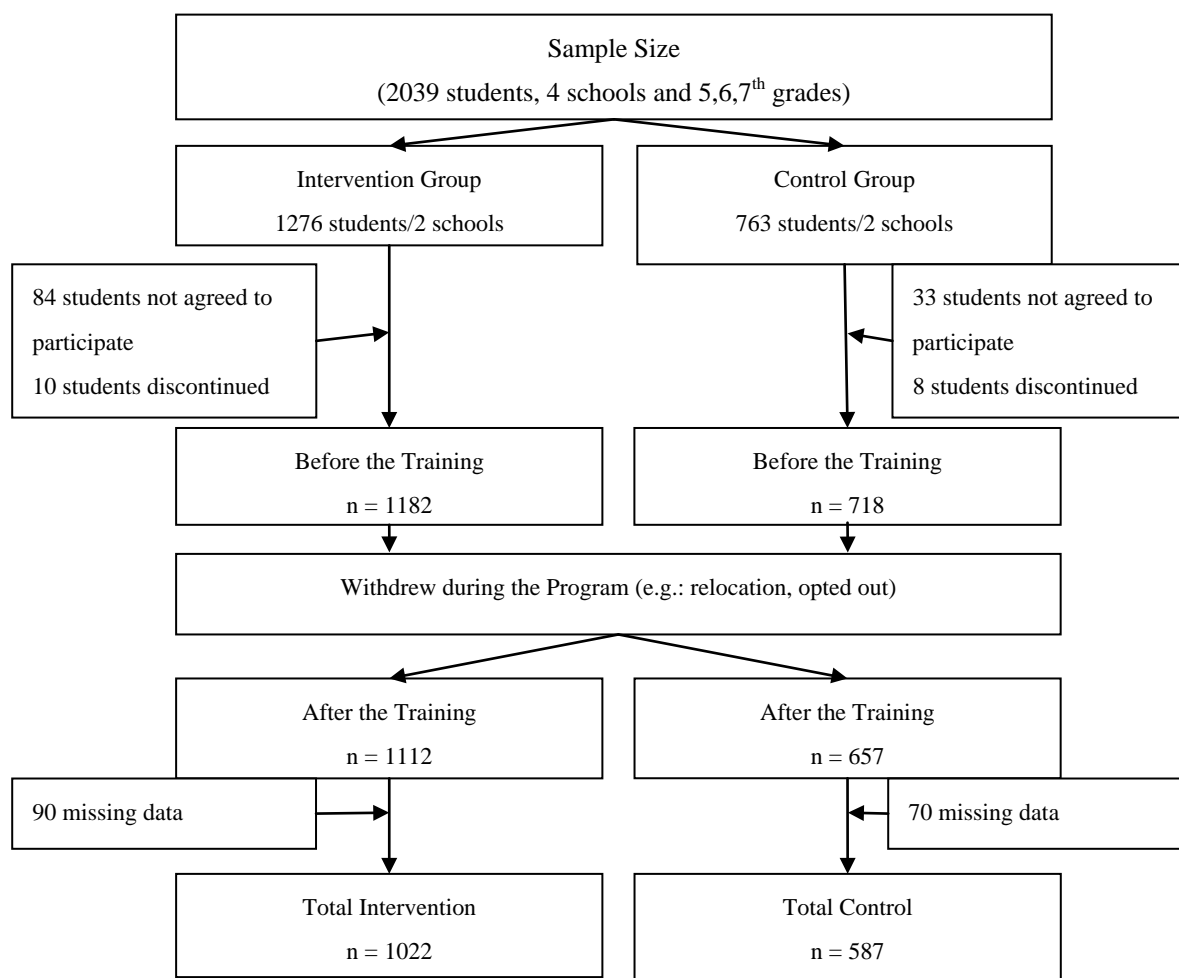 Sample Size
(2039 students, 4 schools and 5,6,7th grades)
Intervention Group
1276 students/2 schools
Control Group
763 students/2 schools
84 students not agreed to
participate
10 students discontinued
33 students not agreed to
participate
8 students discontinued
Before the Training
n = 1182
Before the Training
n = 718
Withdrew during the Program (e.g.: relocation, opted out)
After the Training
n = 1112
After the Training
n = 657
90 missing data
70 missing data
Total Intervention
n = 1022
Total Control
n = 587